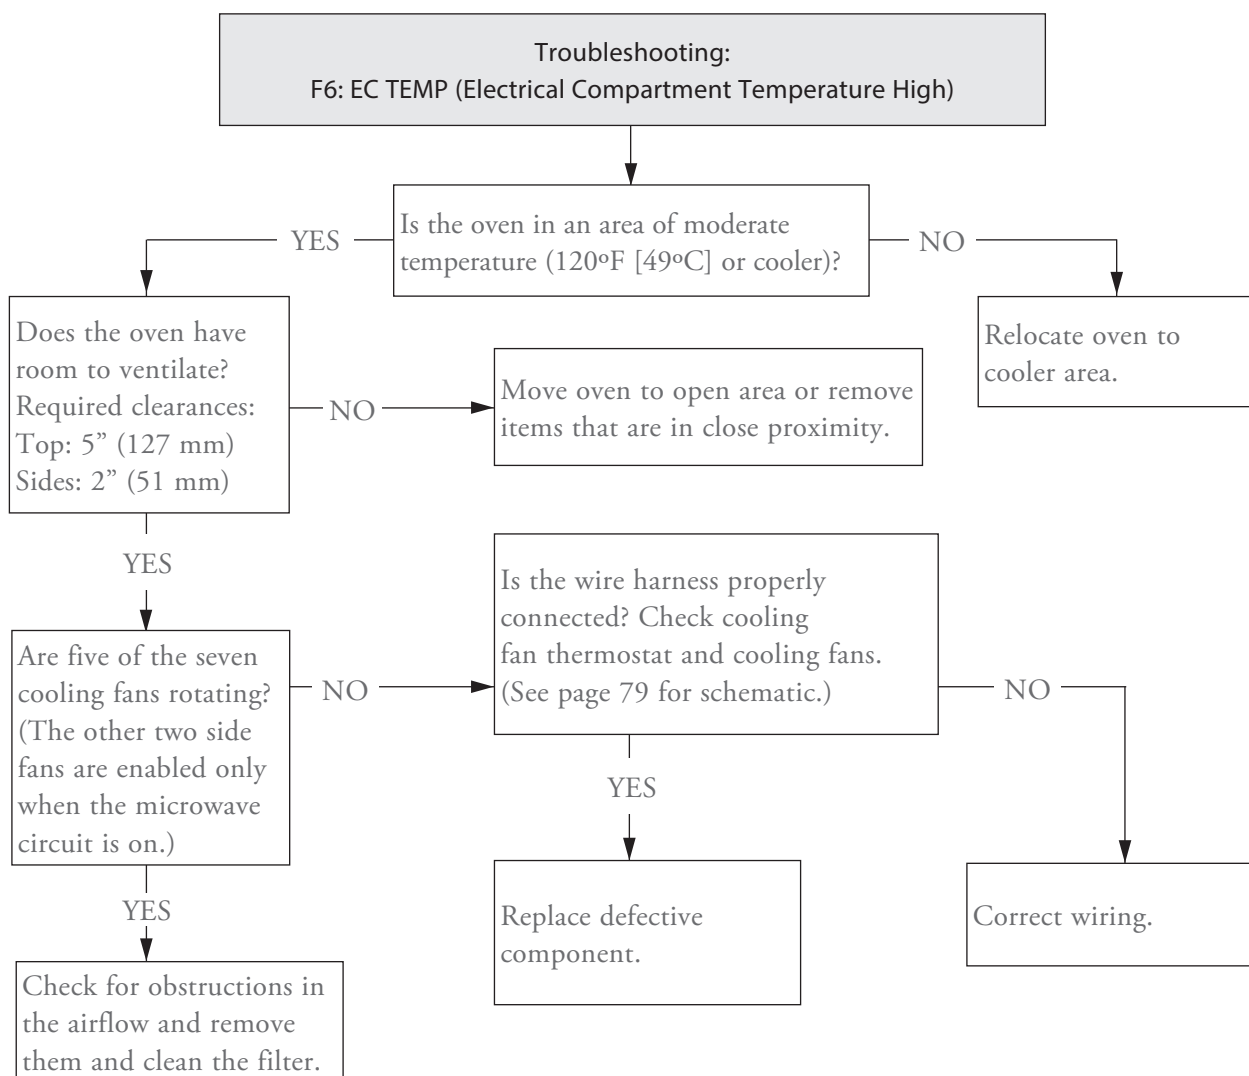 Troubleshooting:
F6: EC TEMP (Electrical Compartment Temperature High)
Is the oven in an area of moderate
temperature (120ºF [49ºC] or cooler)?
YES
NO
Does the oven have
room to ventilate?
Required clearances:
Top: 5” (127 mm)
Sides: 2” (51 mm)
Relocate oven to
cooler area.
NO
Move oven to open area or remove
items that are in close proximity.
YES
Are five of the seven
cooling fans rotating?
(The other two side
fans are enabled only
when the microwave
circuit is on.)
NO
Is the wire harness properly
connected? Check cooling
fan thermostat and cooling fans.
(See page 79 for schematic.)
NO
YES
YES
Replace defective
component.
Correct wiring.
Check for obstructions in
the airflow and remove
them and clean the filter.